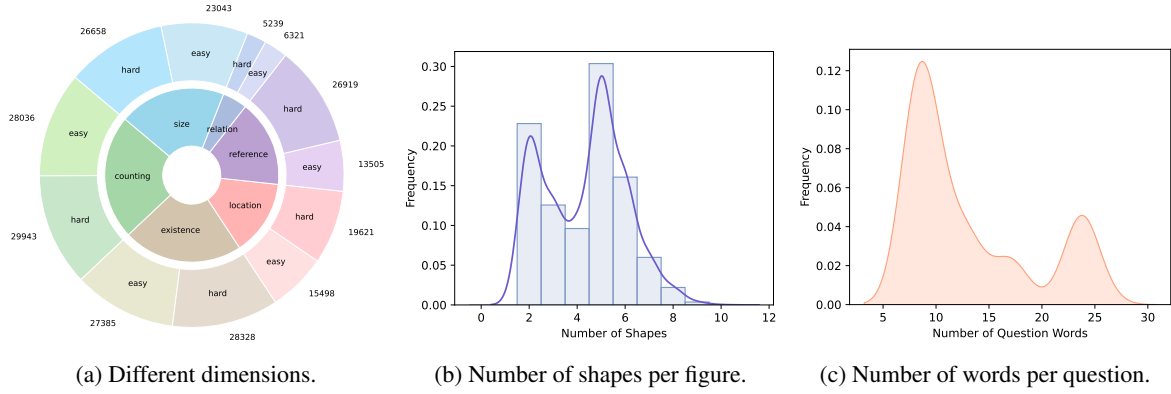 23043
5239
6321
26658
26919
28036
13505
29943
19621
15498
27385
28328
easy
hard
easy
hard
hard
easy
easy
hard
hard
easy
easy
hard
size
relation
reference
counting
location
existence
(a) Different dimensions.
0.30
0.25
0.20
0.15
0.10
0.05
0.00
Frequency
0 2 4 6 8 10 12
Number of Shapes
(b) Number of shapes per figure.
0.12
0.10
0.08
0.06
0.04
0.02
0.00
Frequency
5 10 15 20 25 30
Number of Question Words
(c) Number of words per question.